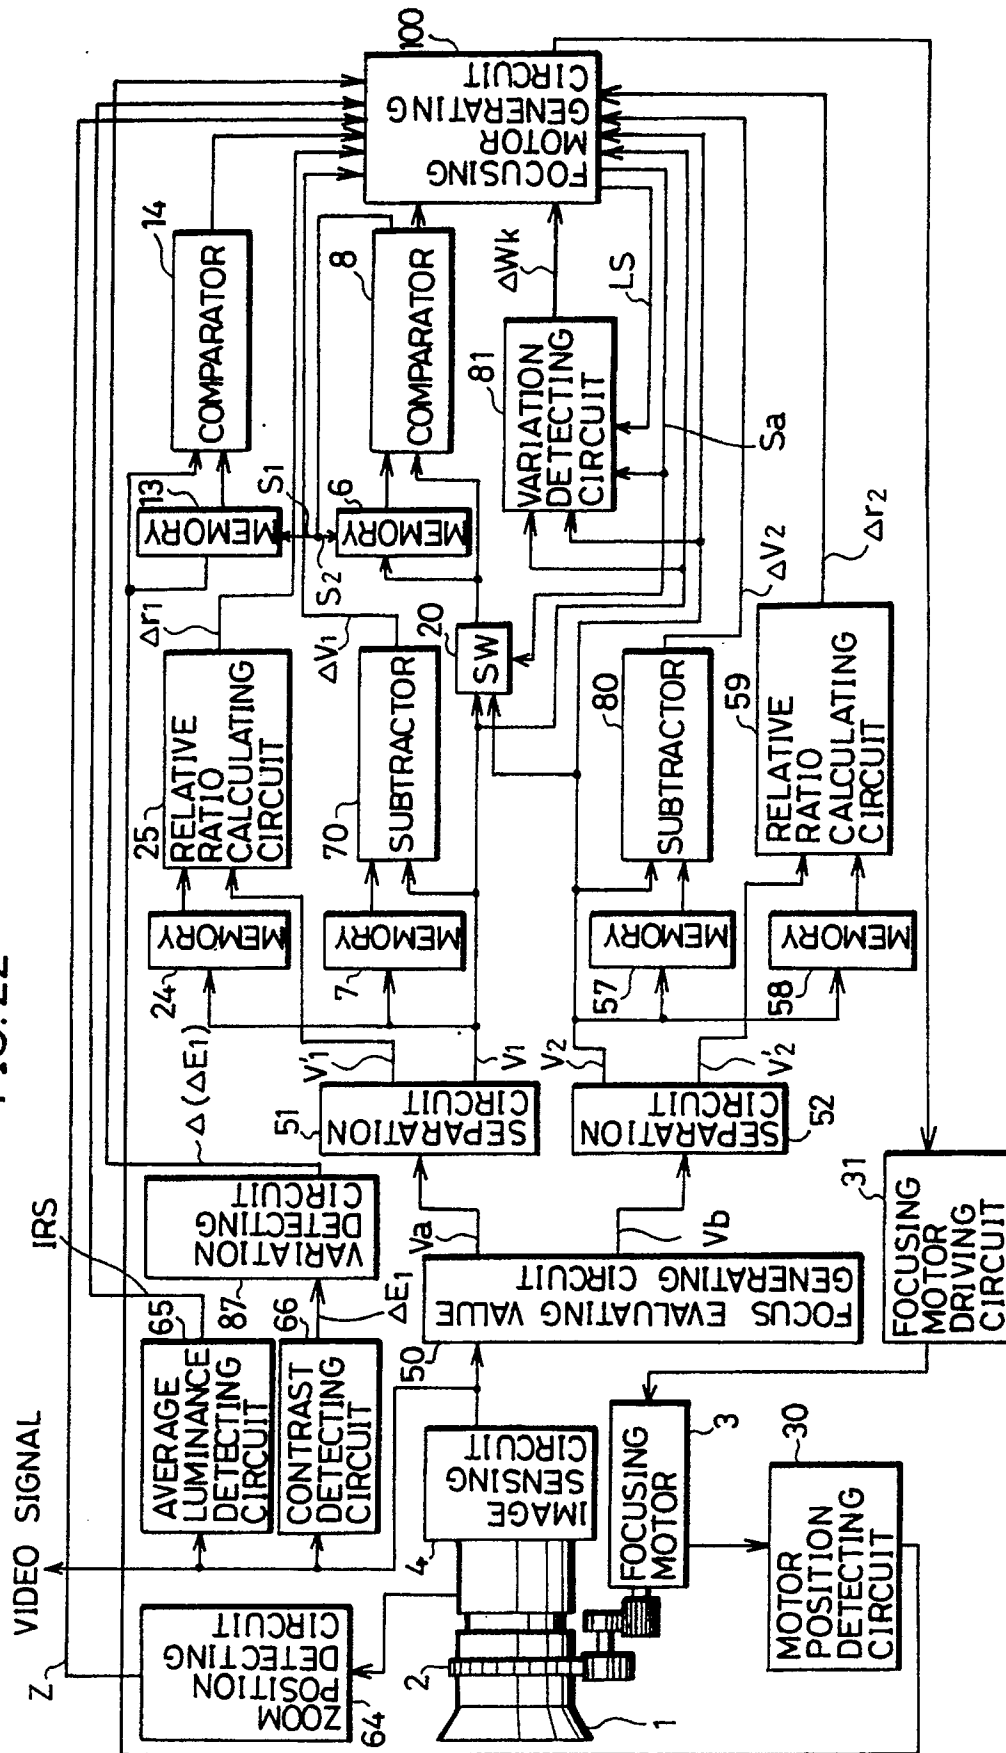 FIG. 22
VIDEO SIGNAL
Z
IRS
ZOOM
POSITION
DETECTING
CIRCUIT
64
AVERAGE
LUMINANCE
DETECTING
CIRCUIT
65
CONTRAST
DETECTING
CIRCUIT
66
VARIATION
DETECTING
CIRCUIT
87
ΔE1
Δ(ΔE1)
1
2
IMAGE
SENSING
CIRCUIT
4
FOCUSING
MOTOR
3
MOTOR
POSITION
DETECTING
CIRCUIT
30
FOCUSING
MOTOR
DRIVING
CIRCUIT
31
FOCUS EVALUATING VALUE
GENERATING CIRCUIT
50
Va
Vb
SEPARATION
CIRCUIT
51
SEPARATION
CIRCUIT
52
V'1
V1
V2
V'2
MEMORY
24
MEMORY
7
MEMORY
57
MEMORY
58
RELATIVE
RATIO
CALCULATING
CIRCUIT
25
SUBTRACTOR
70
SUBTRACTOR
80
RELATIVE
RATIO
CALCULATING
CIRCUIT
59
Δr1
ΔV1
ΔV2
Δr2
SW
20
MEMORY
13
MEMORY
6
S1
S2
COMPARATOR
14
COMPARATOR
8
VARIATION
DETECTING
CIRCUIT
81
ΔWk
LS
Sa
FOCUSING
MOTOR
GENERATING
CIRCUIT
100